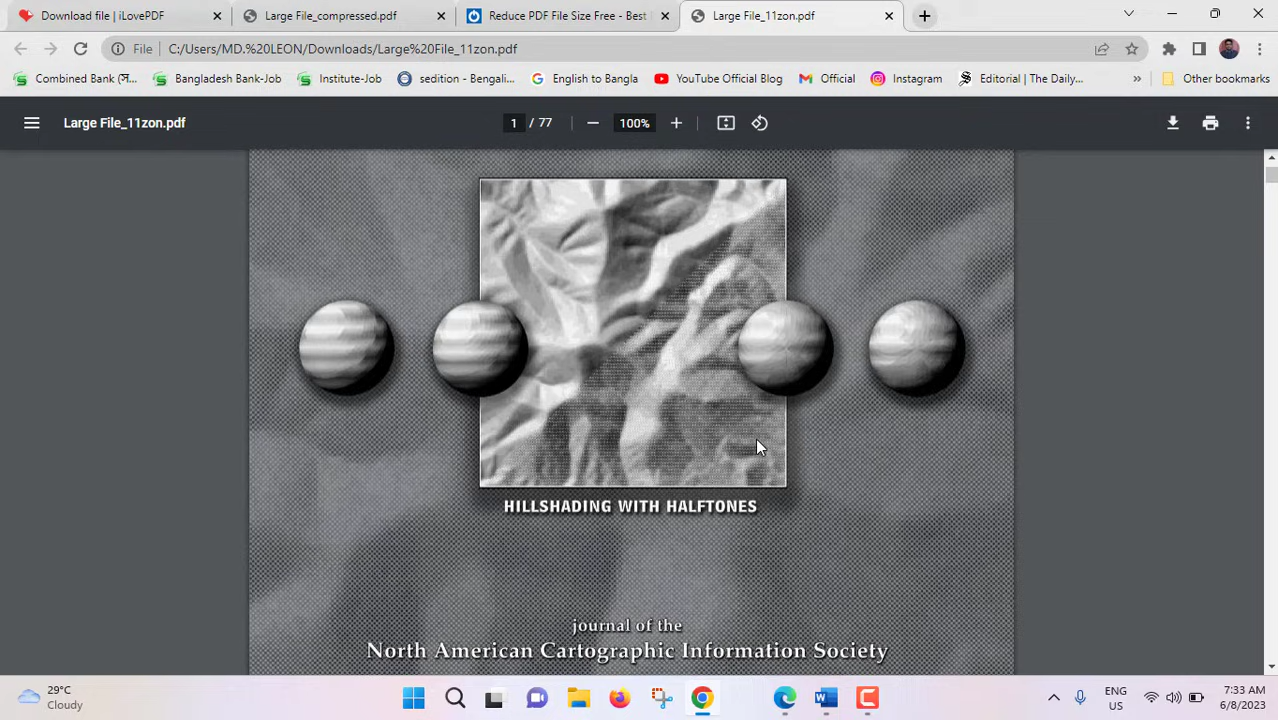 Download file | iLovePDF
Large File_compressed.pdf
Reduce PDF File Size Free - Best
Large File_11zon.pdf
File
C:/Users/MD.%20LEON/Downloads/Large%20File_11zon.pdf
Combined Bank
Bangladesh Bank-Job
Institute-Job
sedition - Bengali...
English to Bangla
YouTube Official Blog
Official
Instagram
Editorial | The Daily...
»
Other bookmarks
Large File_11zon.pdf
1 / 77
100%
HILLSHADING WITH HALFTONES
journal of the
North American Cartographic Information Society
29°C
Cloudy
ENG
US
7:33 AM
6/8/2023